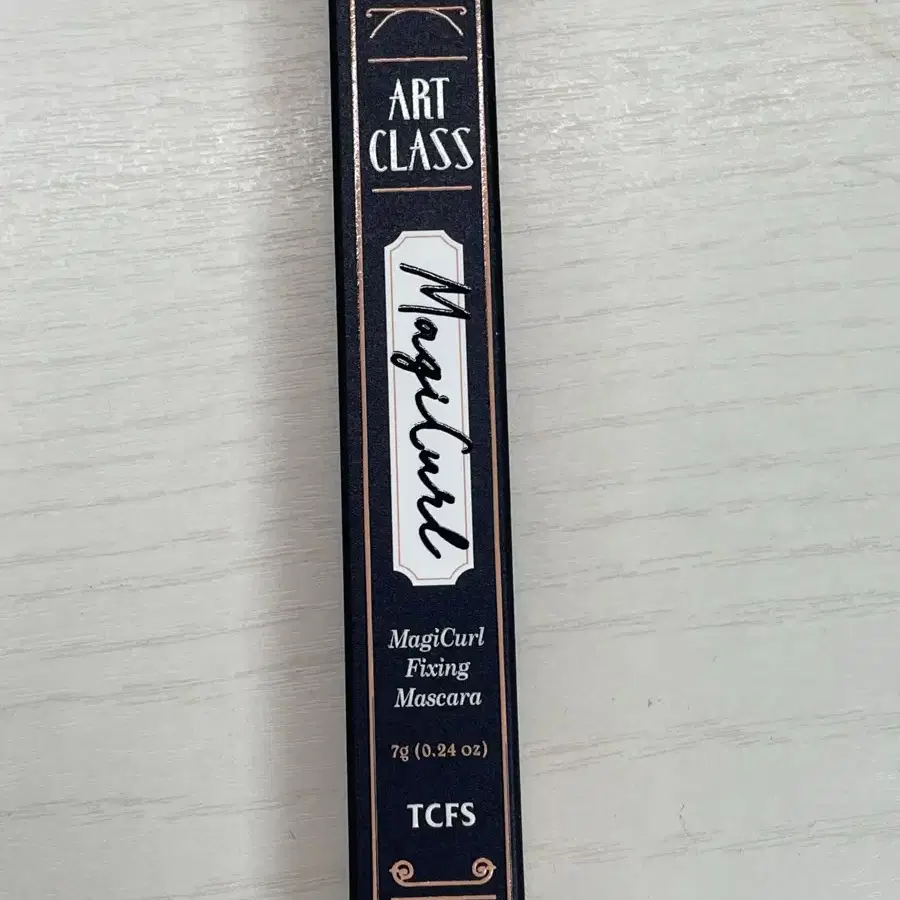 ART
CLASS
MagiCurl
MagiCurl
Fixing
Mascara
7g (0.24 oz)
TCFS